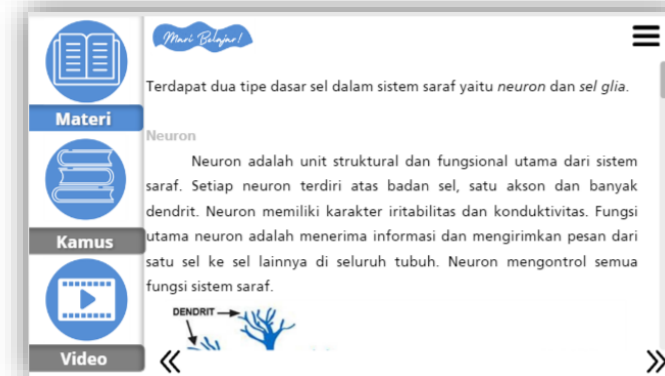 Mari Belajar!
Terdapat dua tipe dasar sel dalam sistem saraf yaitu neuron dan sel glia.
Materi
Neuron
Neuron adalah unit struktural dan fungsional utama dari sistem
saraf. Setiap neuron terdiri atas badan sel, satu akson dan banyak
dendrit. Neuron memiliki karakter iritabilitas dan konduktivitas. Fungsi
utama neuron adalah menerima informasi dan mengirimkan pesan dari
satu sel ke sel lainnya di seluruh tubuh. Neuron mengontrol semua
fungsi sistem saraf.
Kamus
DENDRIT
Video